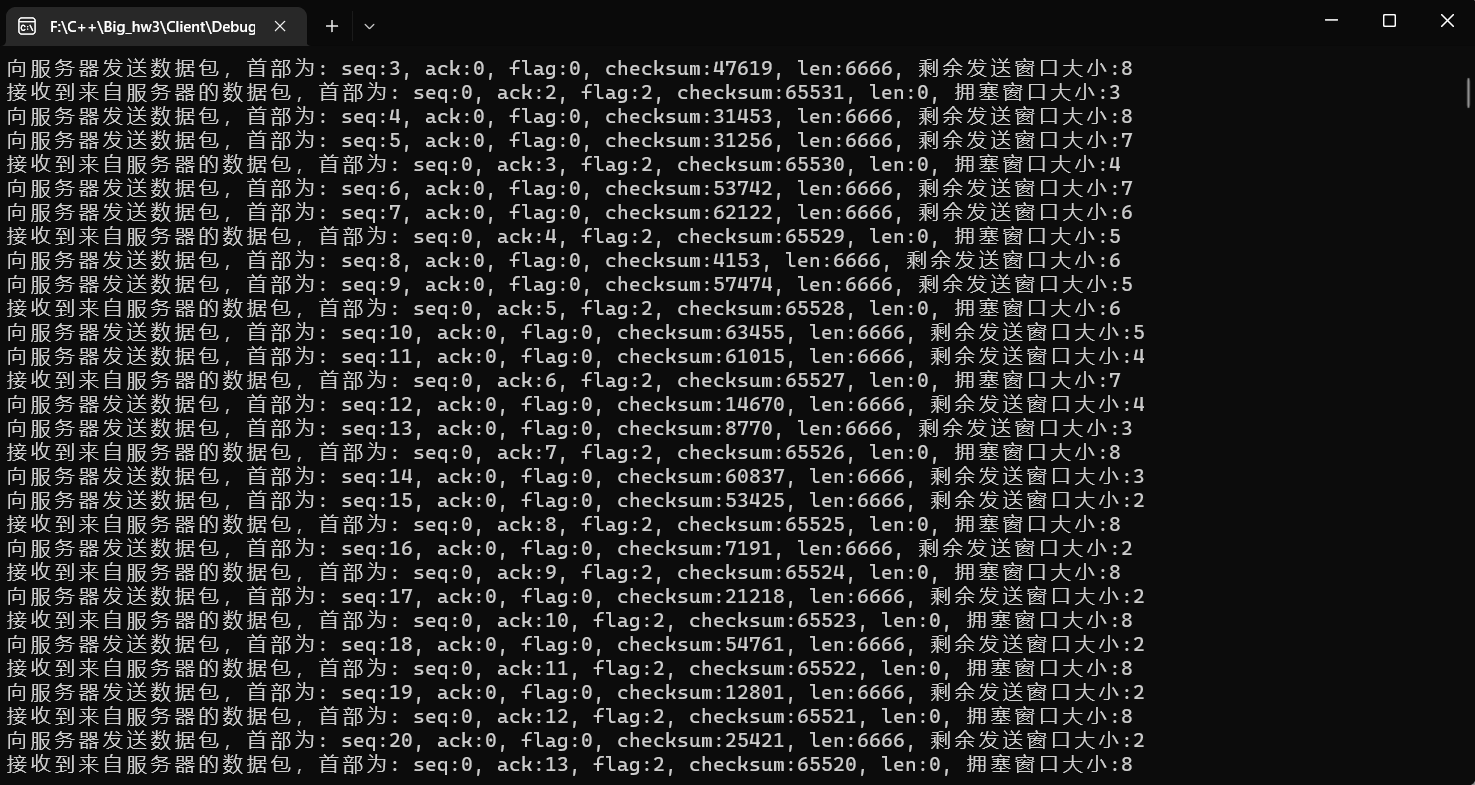 F:\C++\Big_hw3\Client\Debug
向服务器发送数据包，首部为: seq:3, ack:0, flag:0, checksum:47619, len:6666, 剩余发送窗口大小:8
接收到来自服务器的数据包，首部为: seq:0, ack:2, flag:2, checksum:65531, len:0, 拥塞窗口大小:3
向服务器发送数据包，首部为: seq:4, ack:0, flag:0, checksum:31453, len:6666, 剩余发送窗口大小:8
向服务器发送数据包，首部为: seq:5, ack:0, flag:0, checksum:31256, len:6666, 剩余发送窗口大小:7
接收到来自服务器的数据包，首部为: seq:0, ack:3, flag:2, checksum:65530, len:0, 拥塞窗口大小:4
向服务器发送数据包，首部为: seq:6, ack:0, flag:0, checksum:53742, len:6666, 剩余发送窗口大小:7
向服务器发送数据包，首部为: seq:7, ack:0, flag:0, checksum:62122, len:6666, 剩余发送窗口大小:6
接收到来自服务器的数据包，首部为: seq:0, ack:4, flag:2, checksum:65529, len:0, 拥塞窗口大小:5
向服务器发送数据包，首部为: seq:8, ack:0, flag:0, checksum:4153, len:6666, 剩余发送窗口大小:6
向服务器发送数据包，首部为: seq:9, ack:0, flag:0, checksum:57474, len:6666, 剩余发送窗口大小:5
接收到来自服务器的数据包，首部为: seq:0, ack:5, flag:2, checksum:65528, len:0, 拥塞窗口大小:6
向服务器发送数据包，首部为: seq:10, ack:0, flag:0, checksum:63455, len:6666, 剩余发送窗口大小:5
向服务器发送数据包，首部为: seq:11, ack:0, flag:0, checksum:61015, len:6666, 剩余发送窗口大小:4
接收到来自服务器的数据包，首部为: seq:0, ack:6, flag:2, checksum:65527, len:0, 拥塞窗口大小:7
向服务器发送数据包，首部为: seq:12, ack:0, flag:0, checksum:14670, len:6666, 剩余发送窗口大小:4
向服务器发送数据包，首部为: seq:13, ack:0, flag:0, checksum:8770, len:6666, 剩余发送窗口大小:3
接收到来自服务器的数据包，首部为: seq:0, ack:7, flag:2, checksum:65526, len:0, 拥塞窗口大小:8
向服务器发送数据包，首部为: seq:14, ack:0, flag:0, checksum:60837, len:6666, 剩余发送窗口大小:3
向服务器发送数据包，首部为: seq:15, ack:0, flag:0, checksum:53425, len:6666, 剩余发送窗口大小:2
接收到来自服务器的数据包，首部为: seq:0, ack:8, flag:2, checksum:65525, len:0, 拥塞窗口大小:8
向服务器发送数据包，首部为: seq:16, ack:0, flag:0, checksum:7191, len:6666, 剩余发送窗口大小:2
接收到来自服务器的数据包，首部为: seq:0, ack:9, flag:2, checksum:65524, len:0, 拥塞窗口大小:8
向服务器发送数据包，首部为: seq:17, ack:0, flag:0, checksum:21218, len:6666, 剩余发送窗口大小:2
接收到来自服务器的数据包，首部为: seq:0, ack:10, flag:2, checksum:65523, len:0, 拥塞窗口大小:8
向服务器发送数据包，首部为: seq:18, ack:0, flag:0, checksum:54761, len:6666, 剩余发送窗口大小:2
接收到来自服务器的数据包，首部为: seq:0, ack:11, flag:2, checksum:65522, len:0, 拥塞窗口大小:8
向服务器发送数据包，首部为: seq:19, ack:0, flag:0, checksum:12801, len:6666, 剩余发送窗口大小:2
接收到来自服务器的数据包，首部为: seq:0, ack:12, flag:2, checksum:65521, len:0, 拥塞窗口大小:8
向服务器发送数据包，首部为: seq:20, ack:0, flag:0, checksum:25421, len:6666, 剩余发送窗口大小:2
接收到来自服务器的数据包，首部为: seq:0, ack:13, flag:2, checksum:65520, len:0, 拥塞窗口大小:8